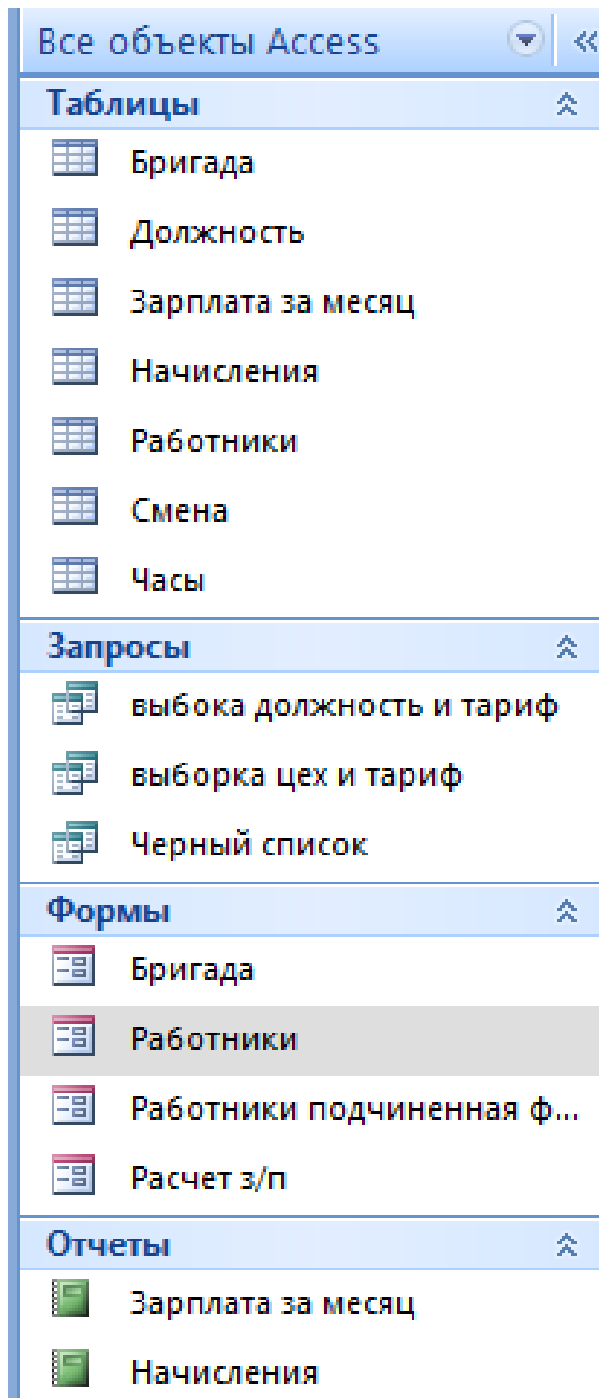 Все объекты Access
Таблицы
Бригада
Должность
Зарплата за месяц
Начисления
Работники
Смена
Часы
Запросы
выбока должность и тариф
выборка цех и тариф
Черный список
Формы
Бригада
Работники
Работники подчиненная ф...
Расчет з/п
Отчеты
Зарплата за месяц
Начисления